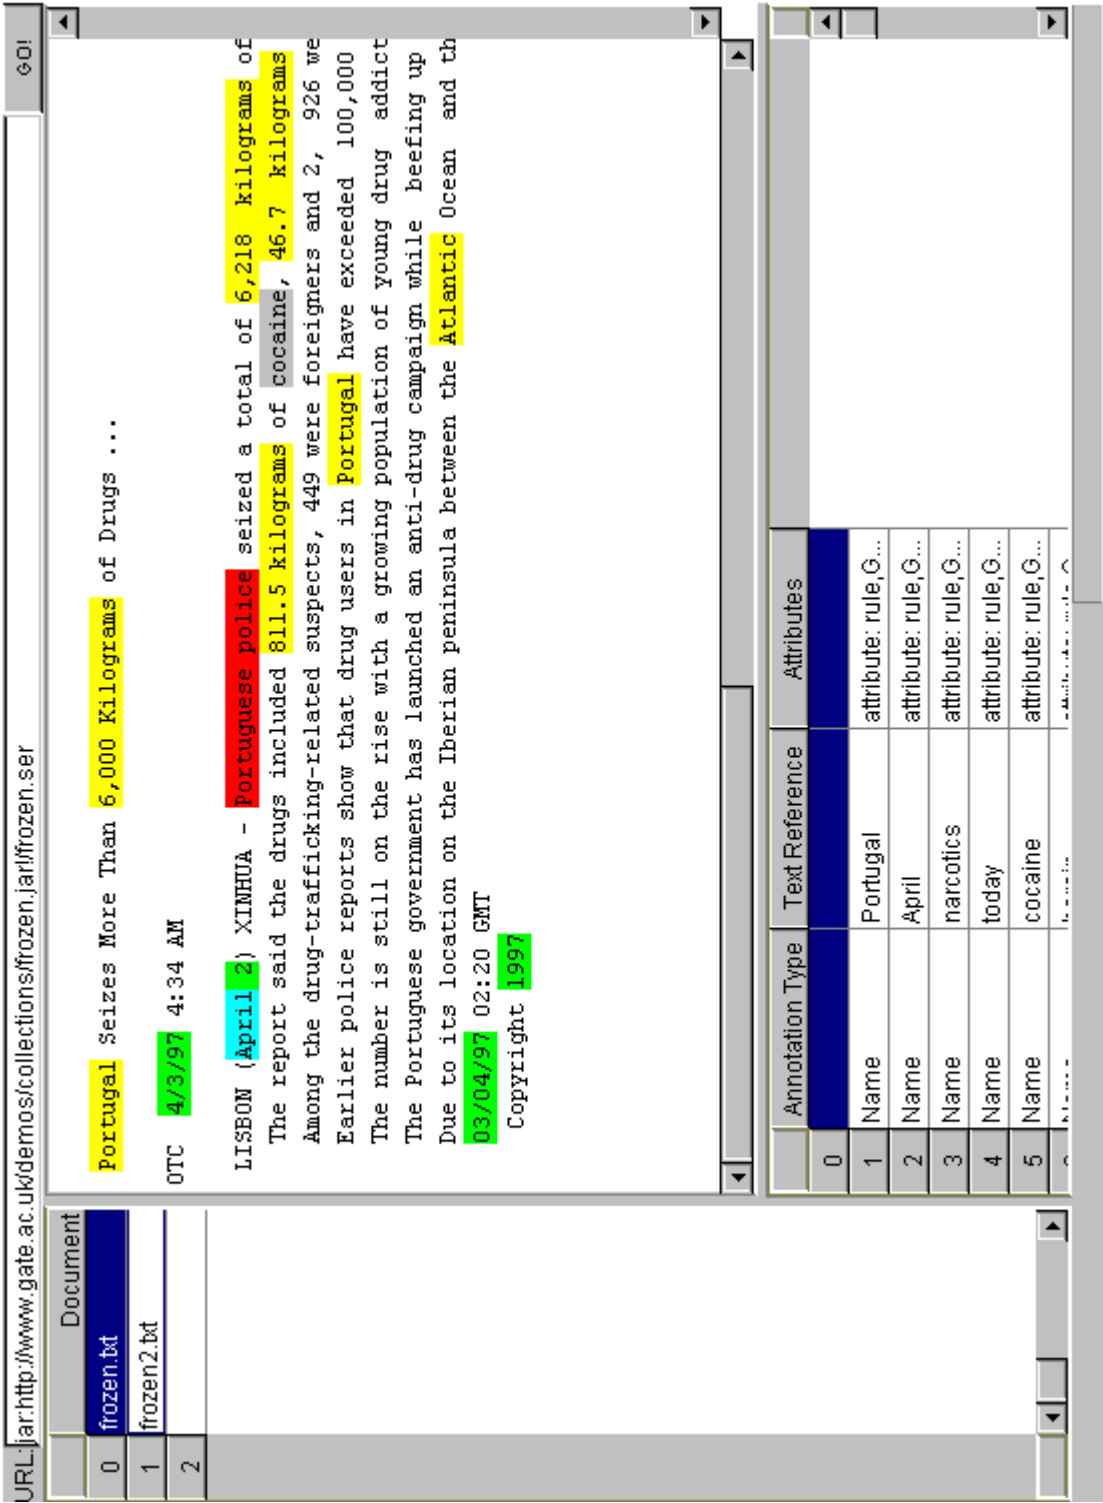 URL: jar:http://www.gate.ac.uk/demos/collections/frozen.jar!/frozen.ser GO!
Document
0 frozen.txt
1 frozen2.txt
2
Portugal Seizes More Than 6,000 Kilograms of Drugs ...
OTC 4/3/97 4:34 AM
LISBON (April 2) XINHUA - Portuguese police seized a total of 6,218 kilograms of
The report said the drugs included 811.5 kilograms of cocaine, 46.7 kilograms
Among the drug-trafficking-related suspects, 449 were foreigners and 2, 926 we
Earlier police reports show that drug users in Portugal have exceeded 100,000
The number is still on the rise with a growing population of young drug addict
The Portuguese government has launched an anti-drug campaign while beefing up
Due to its location on the Iberian peninsula between the Atlantic Ocean and th
03/04/97 02:20 GMT
Copyright 1997
Annotation Type Text Reference Attributes
0
1 Name Portugal attribute: rule,G...
2 Name April attribute: rule,G...
3 Name narcotics attribute: rule,G...
4 Name today attribute: rule,G...
5 Name cocaine attribute: rule,G...